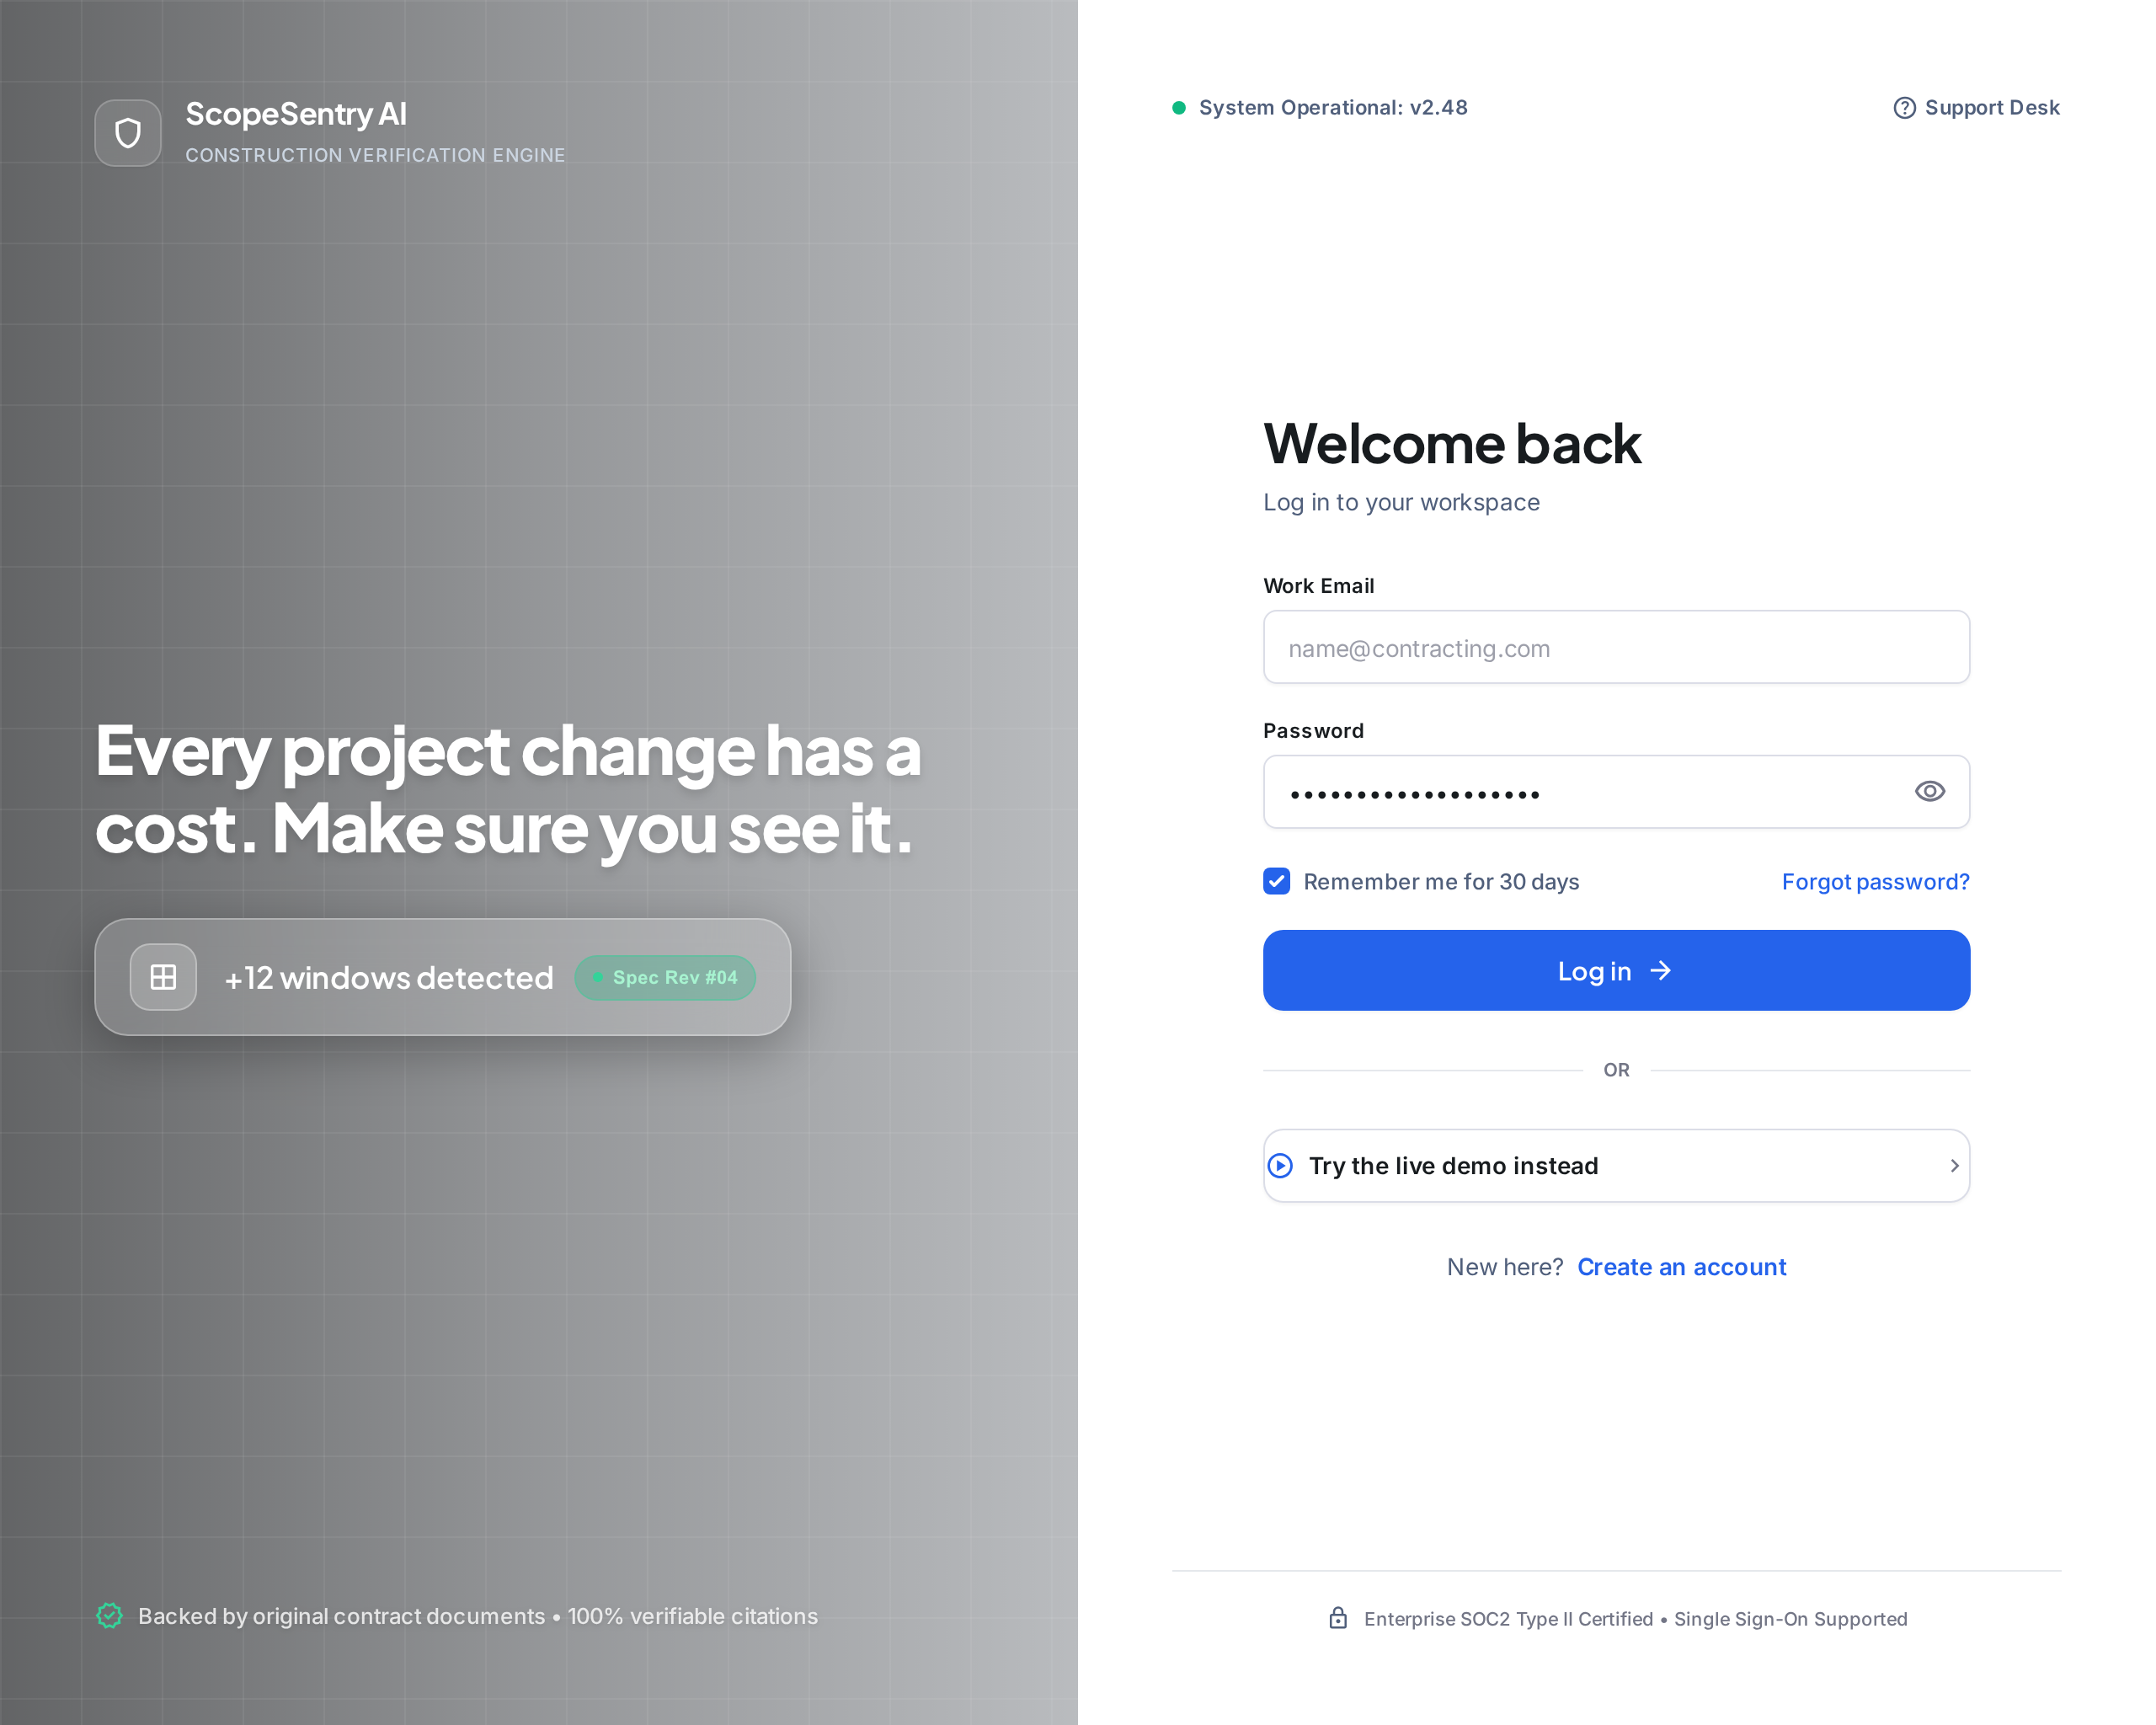 ScopeSentry AI
CONSTRUCTION VERIFICATION ENGINE
Every project change has a
cost. Make sure you see it.
+12 windows detected
Spec Rev #04
Backed by original contract documents • 100% verifiable citations
System Operational: v2.48
Support Desk
Welcome back
Log in to your workspace
Work Email
name@contracting.com
Password
•••••••••••••••••••
Remember me for 30 days
Forgot password?
Log in
OR
Try the live demo instead
New here? Create an account
Enterprise SOC2 Type II Certified • Single Sign-On Supported